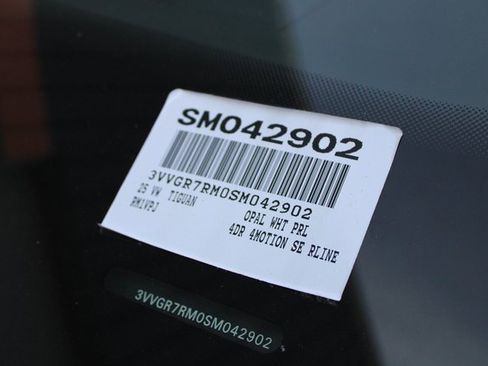 SM042902
3VVGR7RM0SM042902
25 VW TIGUAN OPAL WHT PRL
RM1VPJ 4DR 4MOTION SE RLINE
3VVGR7RM0SM042902